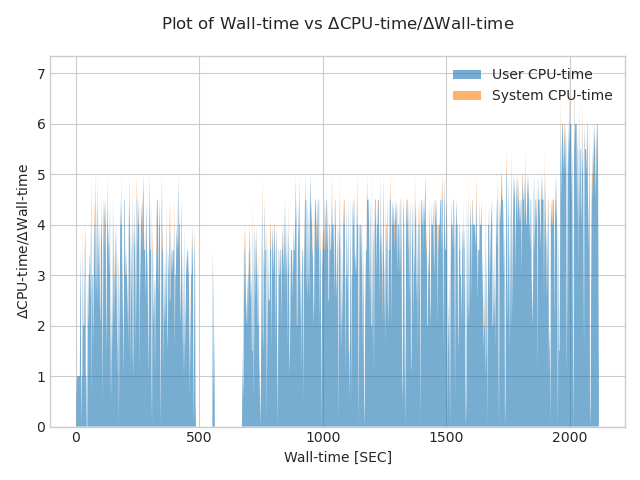 Plot of Wall-time vs ΔCPU-time/ΔWall-time
User CPU-time
System CPU-time
7
6
5
4
3
2
1
0
ΔCPU-time/ΔWall-time
0 500 1000 1500 2000
Wall-time [SEC]